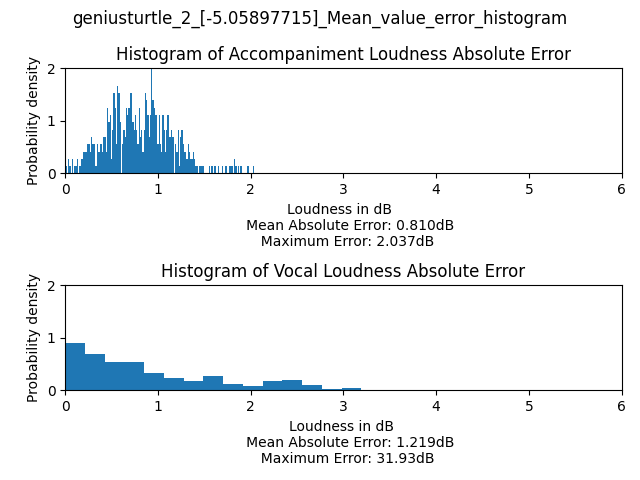 geniusturtle_2_[-5.05897715]_Mean_value_error_histogram
Histogram of Accompaniment Loudness Absolute Error
Probability density
2
1
0
0 1 2 3 4 5 6
Loudness in dB
Mean Absolute Error: 0.810dB
Maximum Error: 2.037dB
Histogram of Vocal Loudness Absolute Error
Probability density
2
1
0
0 1 2 3 4 5 6
Loudness in dB
Mean Absolute Error: 1.219dB
Maximum Error: 31.93dB